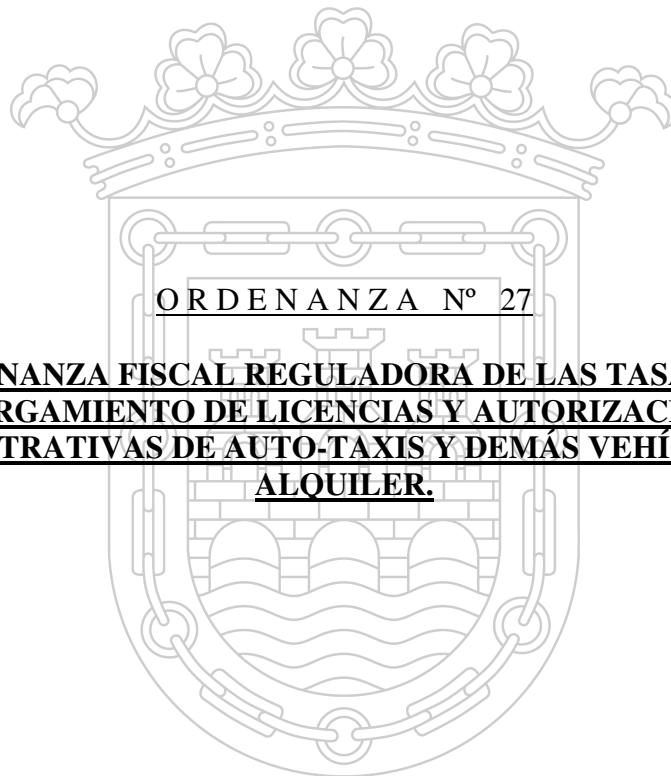 O R D E N A N Z A Nº 27
NANZA FISCAL REGULADORA DE LAS TASA
RGAMIENTO DE LICENCIAS Y AUTORIZACI
TRATIVAS DE AUTO-TAXIS Y DEMÁS VEHÍ
ALQUILER.